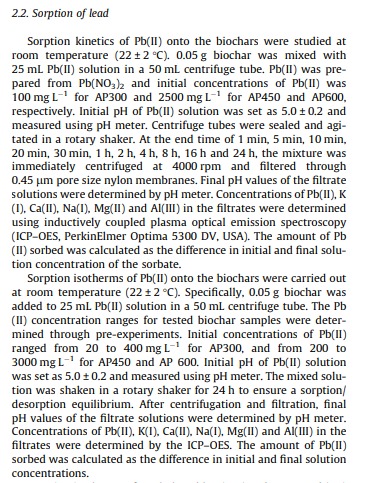 2.2. Sorption of lead
Sorption kinetics of Pb(II) onto the biochars were studied at
room temperature (22 ± 2 °C). 0.05 g biochar was mixed with
25 mL Pb(II) solution in a 50 mL centrifuge tube. Pb(II) was pre-
pared from Pb(NO₃)₂ and initial concentrations of Pb(II) was
100 mg L⁻¹ for AP300 and 2500 mg L⁻¹ for AP450 and AP600,
respectively. Initial pH of Pb(II) solution was set as 5.0 ± 0.2 and
measured using pH meter. Centrifuge tubes were sealed and agi-
tated in a rotary shaker. At the end time of 1 min, 5 min, 10 min,
20 min, 30 min, 1 h, 2 h, 4 h, 8 h, 16 h and 24 h, the mixture was
immediately centrifuged at 4000 rpm and filtered through
0.45 μm pore size nylon membranes. Final pH values of the filtrate
solutions were determined by pH meter. Concentrations of Pb(II), K
(I), Ca(II), Na(I), Mg(II) and Al(III) in the filtrates were determined
using inductively coupled plasma optical emission spectroscopy
(ICP–OES, PerkinElmer Optima 5300 DV, USA). The amount of Pb
(II) sorbed was calculated as the difference in initial and final solu-
tion concentration of the sorbate.
Sorption isotherms of Pb(II) onto the biochars were carried out
at room temperature (22 ± 2 °C). Specifically, 0.05 g biochar was
added to 25 mL Pb(II) solution in a 50 mL centrifuge tube. The Pb
(II) concentration ranges for tested biochar samples were deter-
mined through pre-experiments. Initial concentrations of Pb(II)
ranged from 20 to 400 mg L⁻¹ for AP300, and from 200 to
3000 mg L⁻¹ for AP450 and AP 600. Initial pH of Pb(II) solution
was set as 5.0 ± 0.2 and measured using pH meter. The mixed solu-
tion was shaken in a rotary shaker for 24 h to ensure a sorption/
desorption equilibrium. After centrifugation and filtration, final
pH values of the filtrate solutions were determined by pH meter.
Concentrations of Pb(II), K(I), Ca(II), Na(I), Mg(II) and Al(III) in the
filtrates were determined by the ICP–OES. The amount of Pb(II)
sorbed was calculated as the difference in initial and final solution
concentrations.